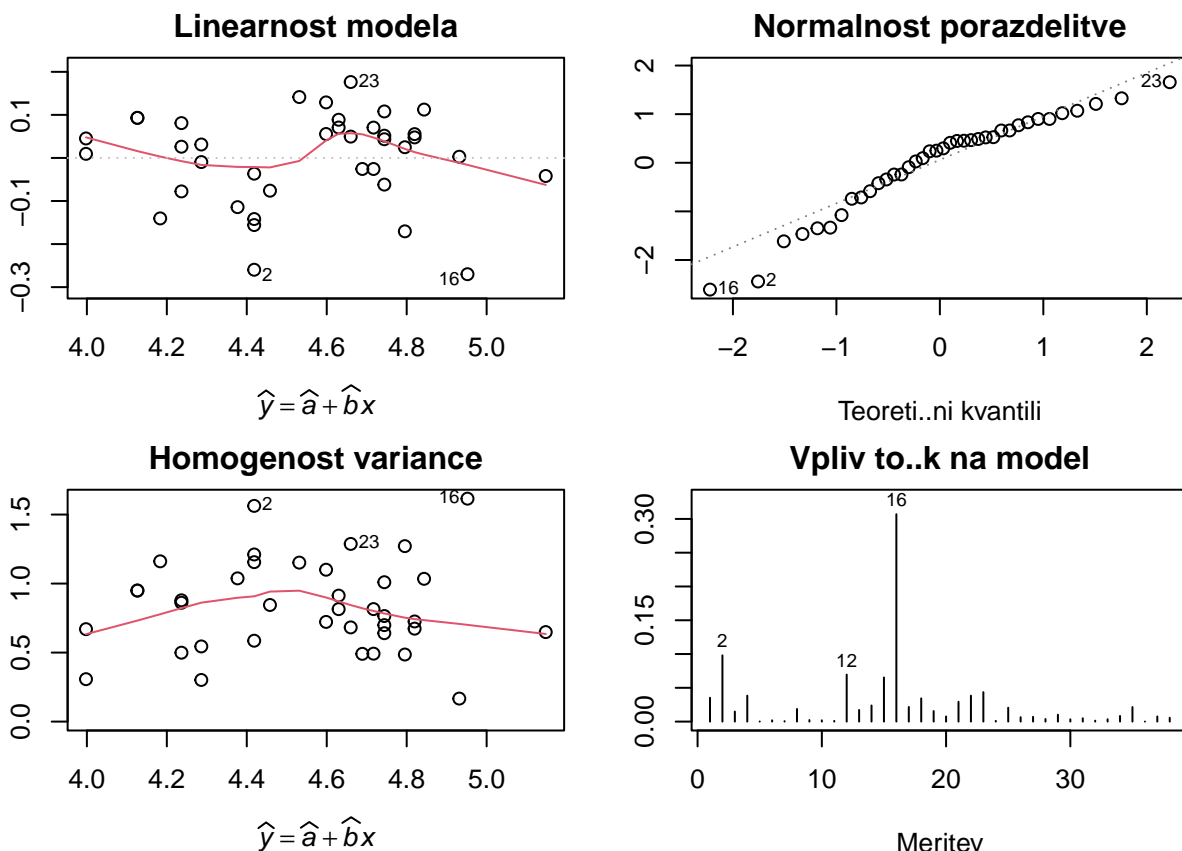 Linearnost modela
0.1
−0.1
−0.3
23
2
16
4.0 4.2 4.4 4.6 4.8 5.0
ŷ = â + b̂x
Normalnost porazdelitve
2
0
−2
23
16
2
−2 −1 0 1 2
Teoreti..ni kvantili
Homogenost variance
1.5
1.0
0.5
0.0
2
16
23
4.0 4.2 4.4 4.6 4.8 5.0
ŷ = â + b̂x
Vpliv to..k na model
0.30
0.15
0.00
16
2
12
0 10 20 30
Meritev